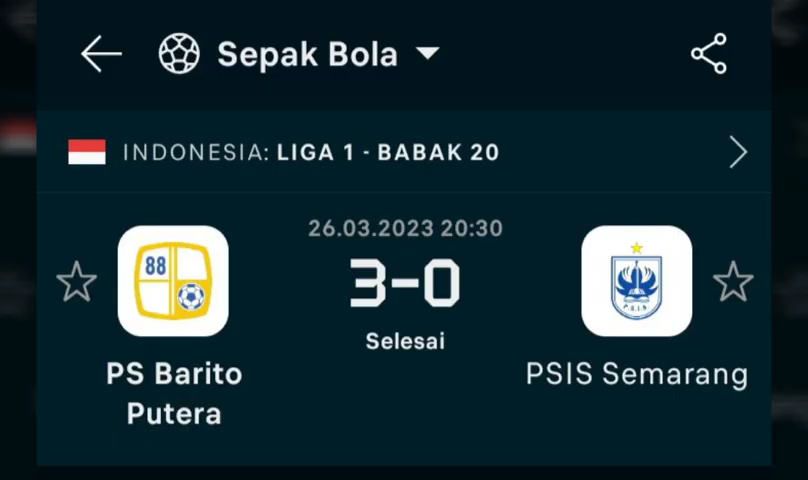 Sepak Bola
INDONESIA: LIGA 1 - BABAK 20
26.03.2023 20:30
88
3-0
Selesai
P.S.I.S.
PS Barito
Putera
PSIS Semarang